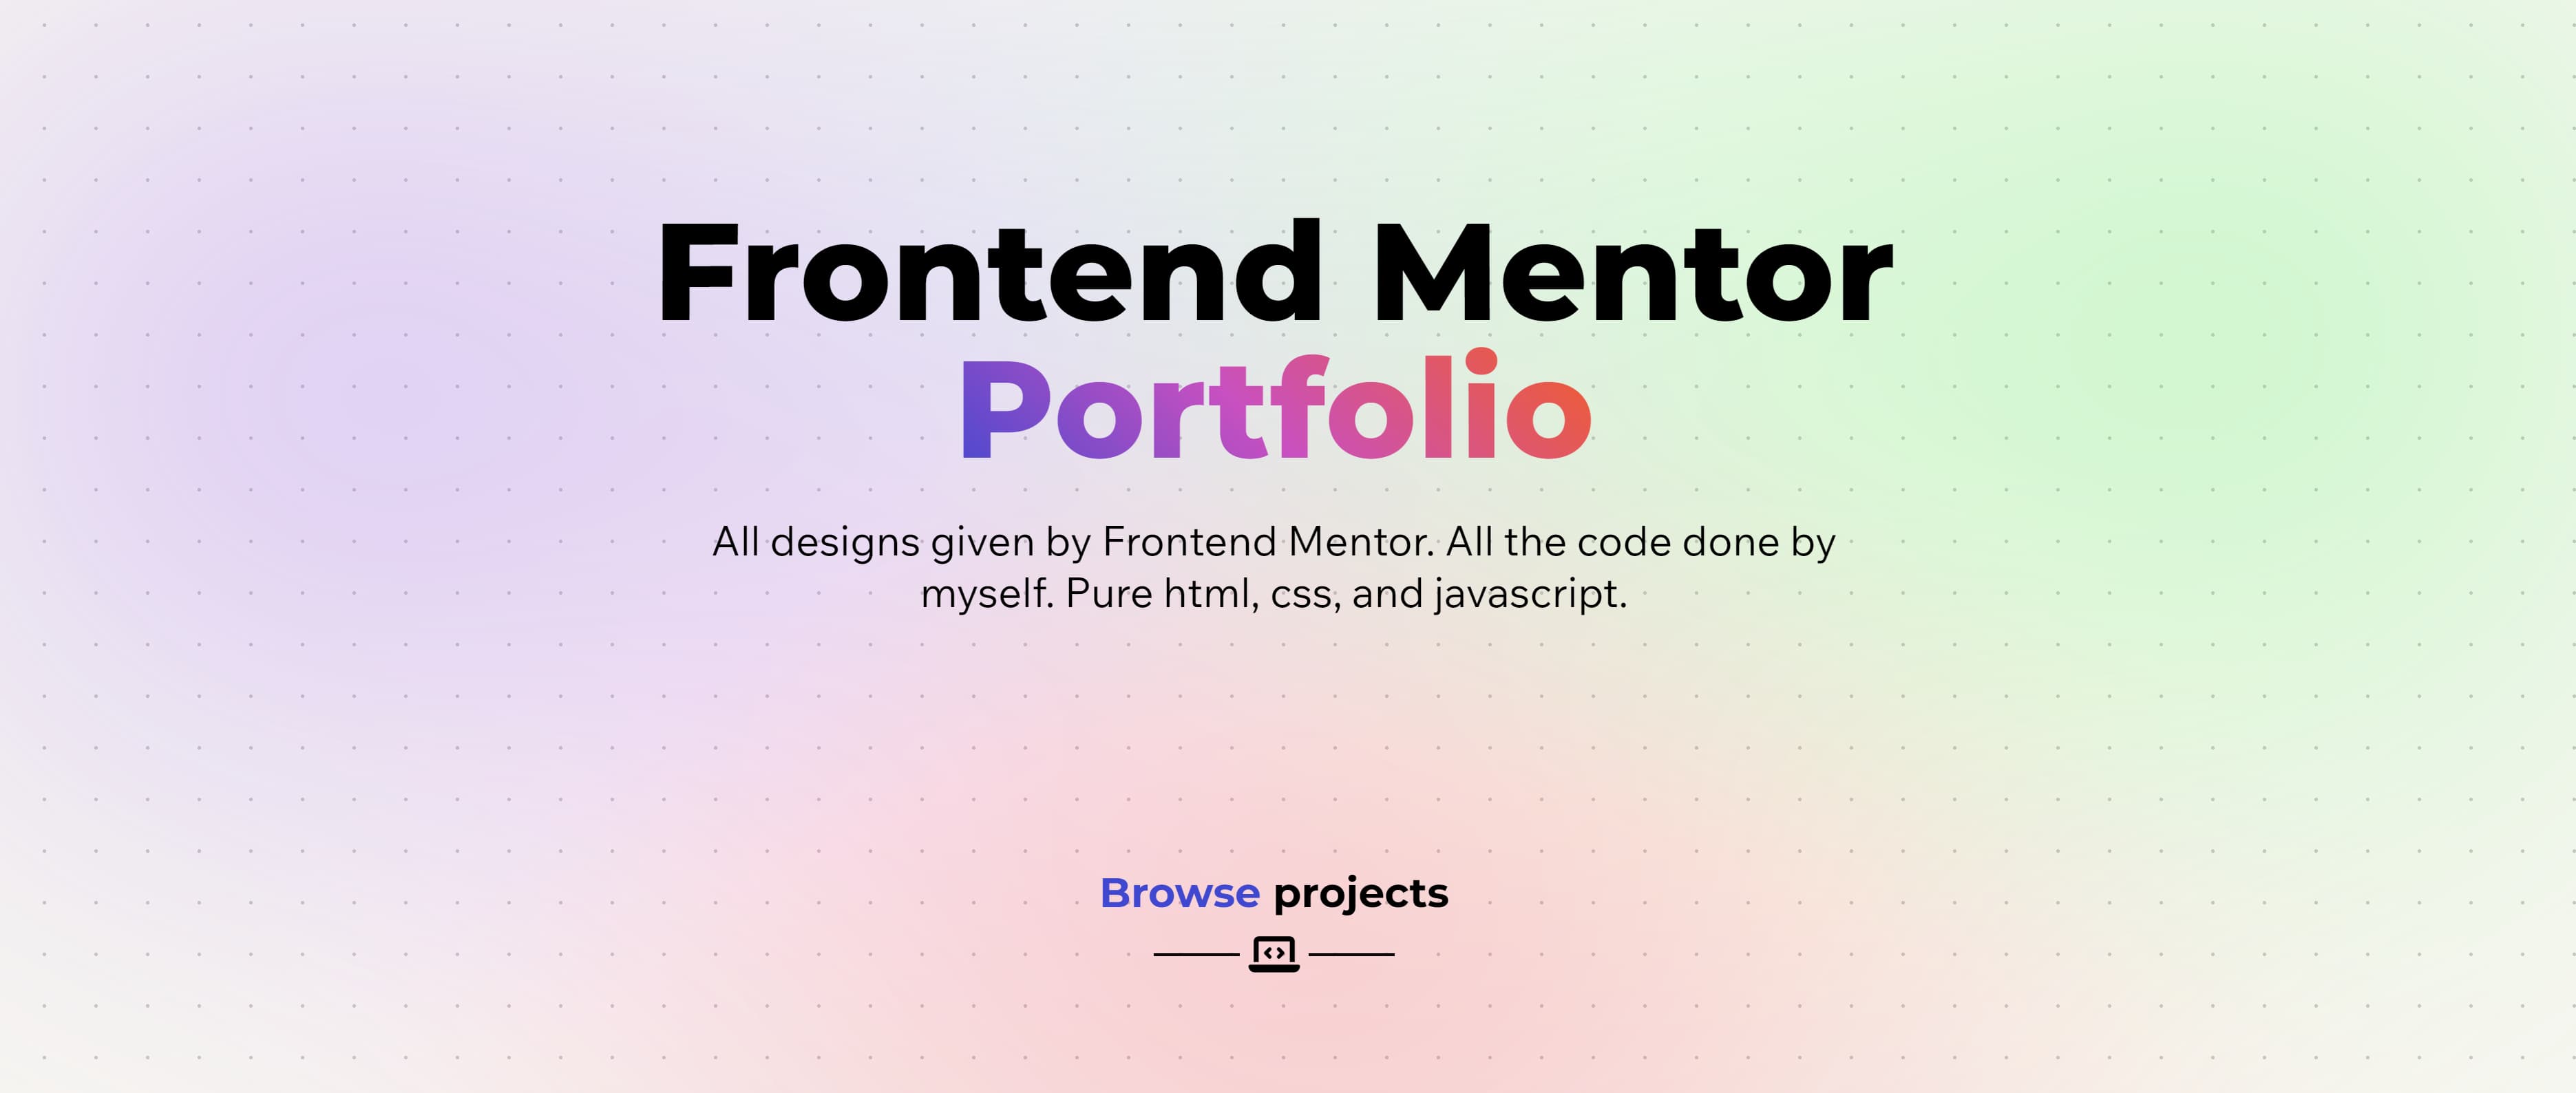 Frontend Mentor
Portfolio
All designs given by Frontend Mentor. All the code done by
myself. Pure html, css, and javascript.
Browse projects